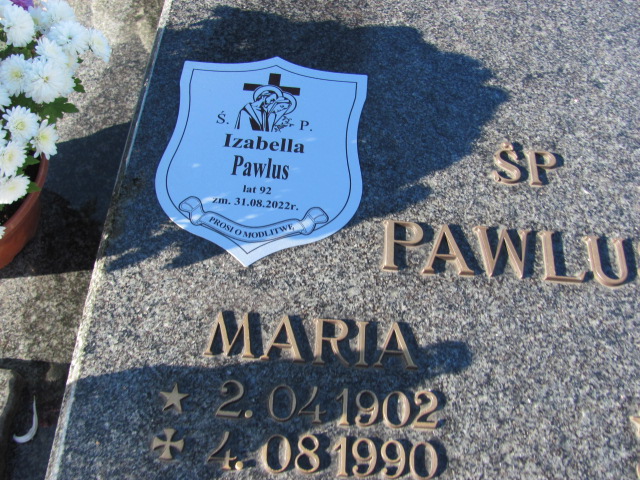 Ś. P.
Izabella
Pawlus
lat 92
zm. 31.08.2022r.
PROSI O MODLITWĘ
ŚP
PAWLU
MARIA
2.04 1902
4.08 1990